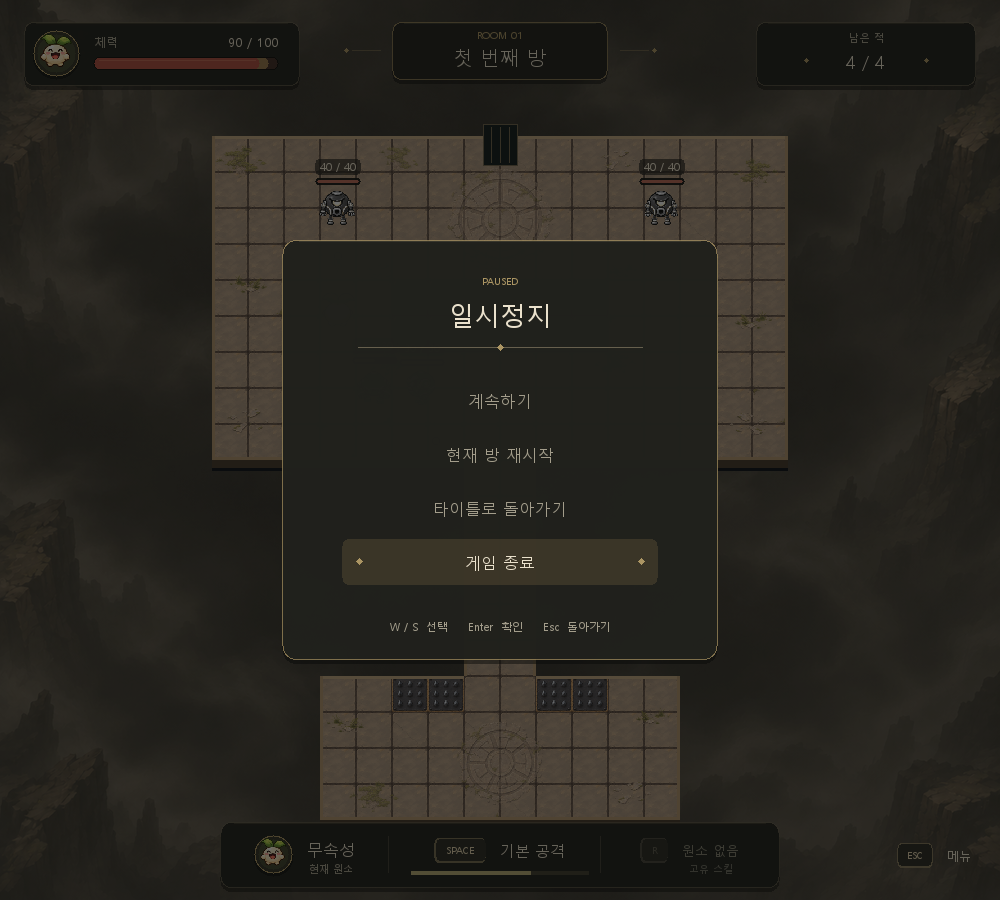 체력 90 / 100
ROOM 01
첫 번째 방
남은 적
4 / 4
40 / 40
40 / 40
PAUSED
일시정지
계속하기
현재 방 재시작
타이틀로 돌아가기
게임 종료
W / S 선택 Enter 확인 Esc 돌아가기
무속성
현재 원소
SPACE 기본 공격
R 원소 없음
고유 스킬
ESC 메뉴